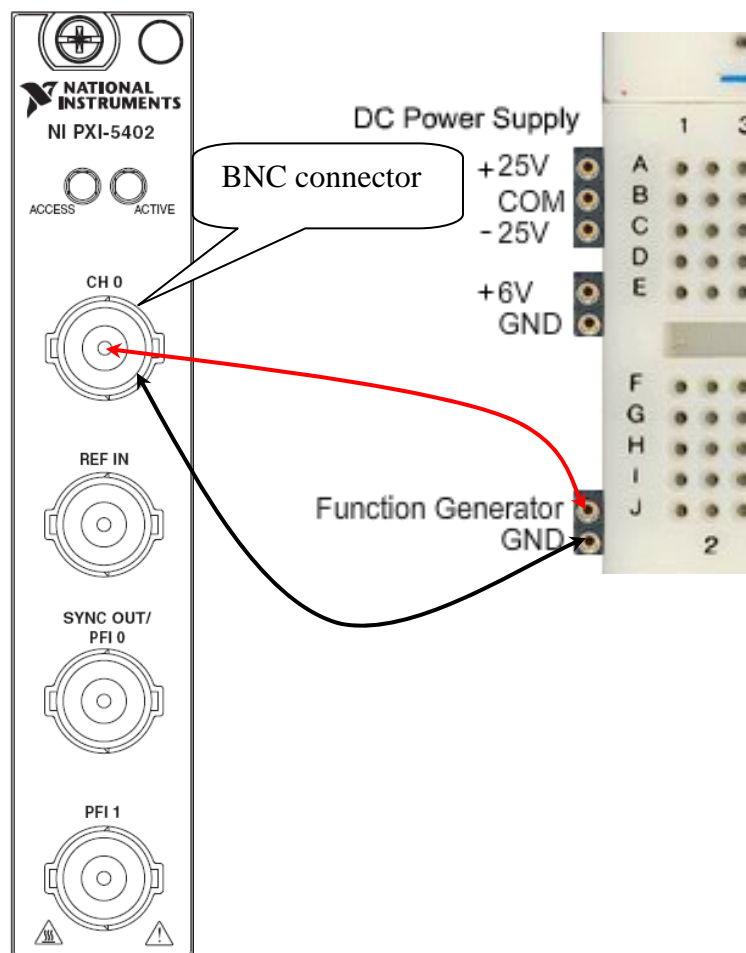 NATIONAL
INSTRUMENTS
NI PXI-5402
ACCESS ACTIVE
BNC connector
CH 0
REF IN
SYNC OUT/
PFI 0
PFI 1
DC Power Supply
+25V
COM
-25V
+6V
GND
Function Generator
GND
1 3
A
B
C
D
E
F
G
H
I
J
2